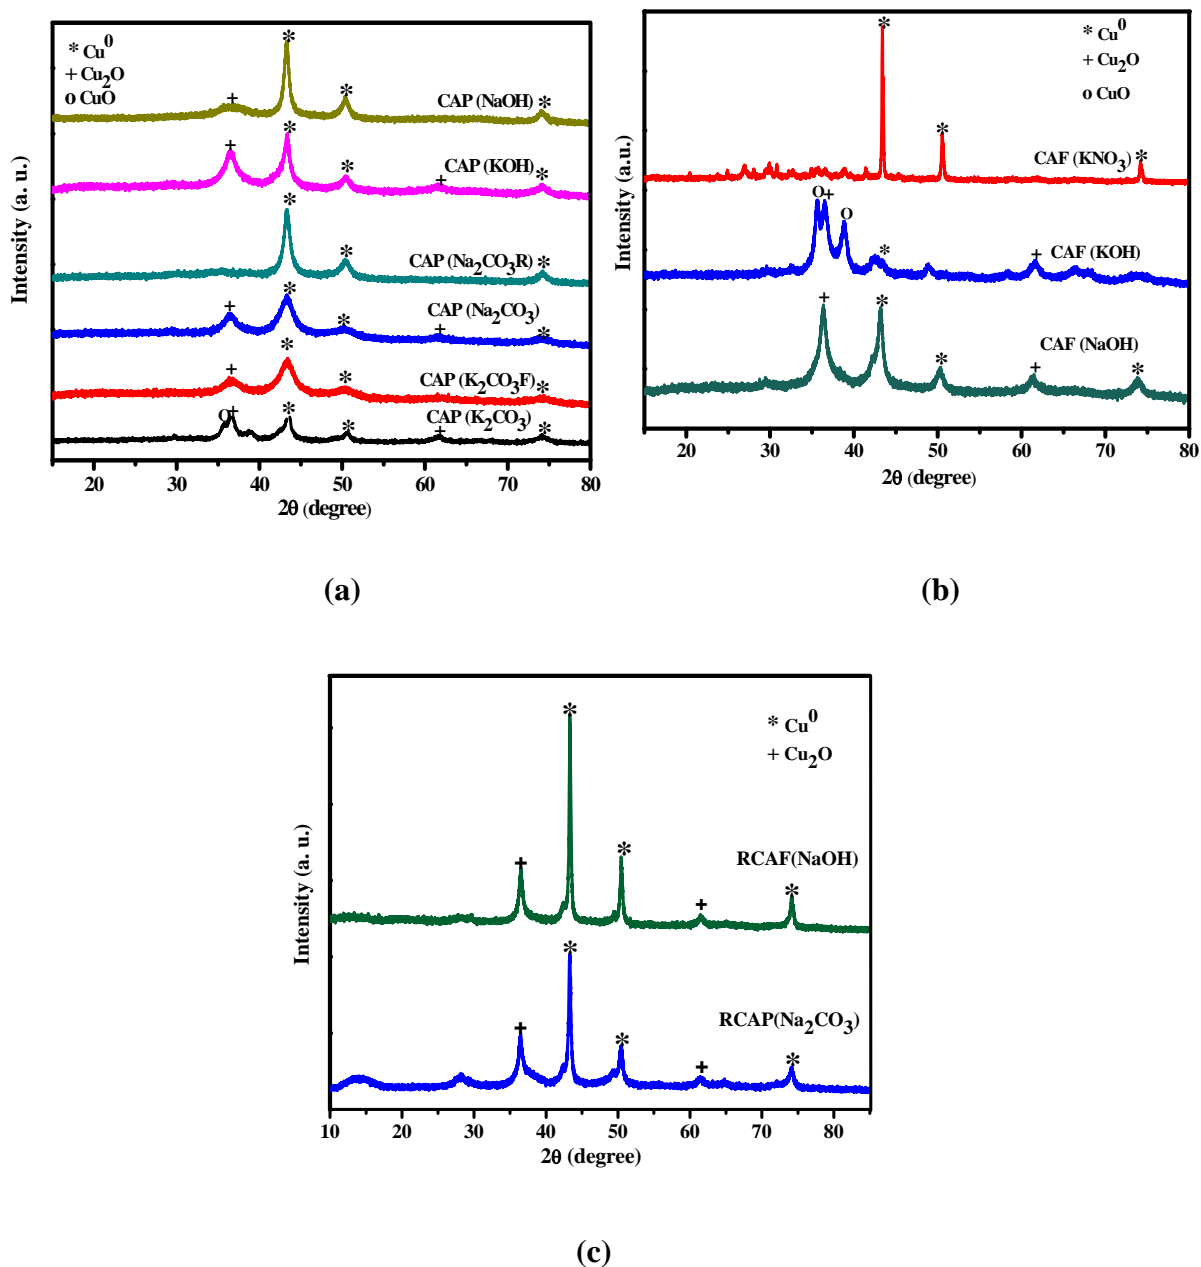 * Cu⁰
+ Cu₂O
o CuO
* * *
+
CAP (NaOH)
* * *
+ +
CAP (KOH)
* * *
CAP (Na₂CO₃R)
* * *
+ +
CAP (Na₂CO₃)
* * *
+
CAP (K₂CO₃F)
* * *
o + +
CAP (K₂CO₃)
Intensity (a. u.)
20 30 40 50 60 70 80
2θ (degree)
(a)
* Cu⁰
+ Cu₂O
o CuO
* * *
CAF (KNO₃)
o + o * +
CAF (KOH)
+ * * + *
CAF (NaOH)
Intensity (a.u.)
20 30 40 50 60 70 80
2θ (degree)
(b)
* Cu⁰
+ Cu₂O
+ * * + *
RCAF(NaOH)
+ * * + *
RCAP(Na₂CO₃)
Intensity (a. u.)
10 20 30 40 50 60 70 80
2θ (degree)
(c)